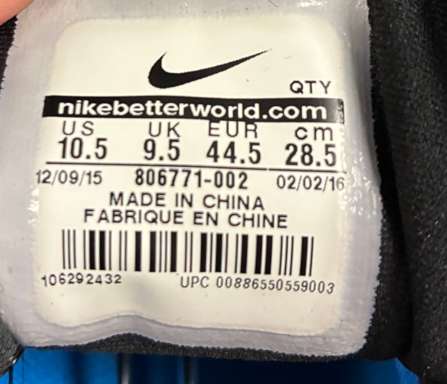 QTY
nikebetterworld.com
US UK EUR cm
10.5 9.5 44.5 28.5
12/09/15 806771-002 02/02/16
MADE IN CHINA
FABRIQUE EN CHINE
106292432 UPC 00886550559003